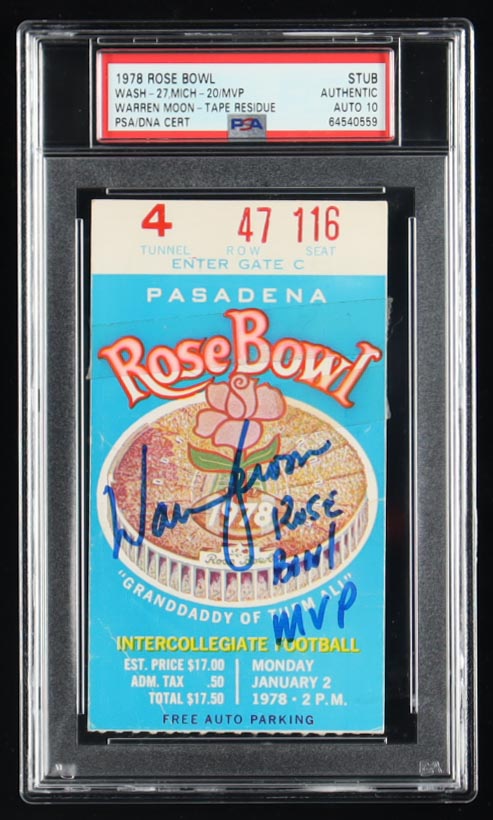 1978 ROSE BOWL STUB
WASH-27,MICH-20/MVP AUTHENTIC
WARREN MOON-TAPE RESIDUE AUTO 10
PSA/DNA CERT PSA 64540559
4 47 116
TUNNEL ROW SEAT
ENTER GATE C
PASADENA
Rose Bowl
1978
Rose Bowl
Warren Moon
ROSE
BOWL
MVP
"GRANDDADDY OF THEM ALL"
INTERCOLLEGIATE FOOTBALL
EST. PRICE $17.00 MONDAY
ADM. TAX .50 JANUARY 2
TOTAL $17.50 1978 • 2 P.M.
FREE AUTO PARKING